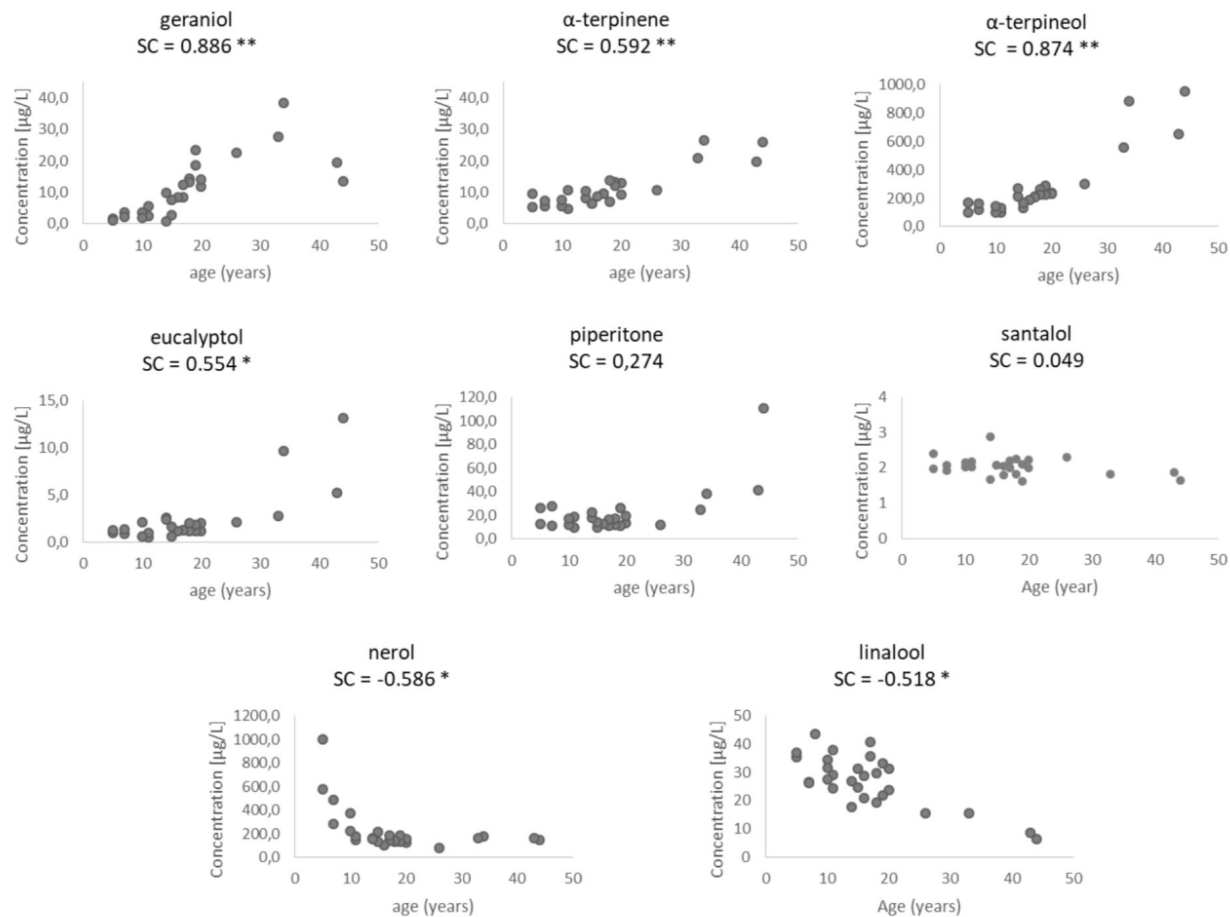 geraniol
SC = 0.886 **
Concentration [µg/L]
40,0
30,0
20,0
10,0
0,0
0 10 20 30 40 50
age (years)
α-terpinene
SC = 0.592 **
Concentration [µg/L]
40,0
30,0
20,0
10,0
0,0
0 10 20 30 40 50
age (years)
α-terpineol
SC = 0.874 **
Concentration [µg/L]
1000,0
800,0
600,0
400,0
200,0
0,0
0 10 20 30 40 50
age (years)
eucalyptol
SC = 0.554 *
Concentration [µg/L]
15,0
10,0
5,0
0,0
0 10 20 30 40 50
age (years)
piperitone
SC = 0,274
Concentration [µg/L]
120,0
100,0
80,0
60,0
40,0
20,0
0,0
0 10 20 30 40 50
age (years)
santalol
SC = 0.049
Concentration [µg/L]
4
3
2
1
0
0 10 20 30 40 50
Age (year)
nerol
SC = -0.586 *
Concentration [µg/L]
1200,0
1000,0
800,0
600,0
400,0
200,0
0,0
0 10 20 30 40 50
age (years)
linalool
SC = -0.518 *
Concentration [µg/L]
50
40
30
20
10
0
0 10 20 30 40 50
Age (years)